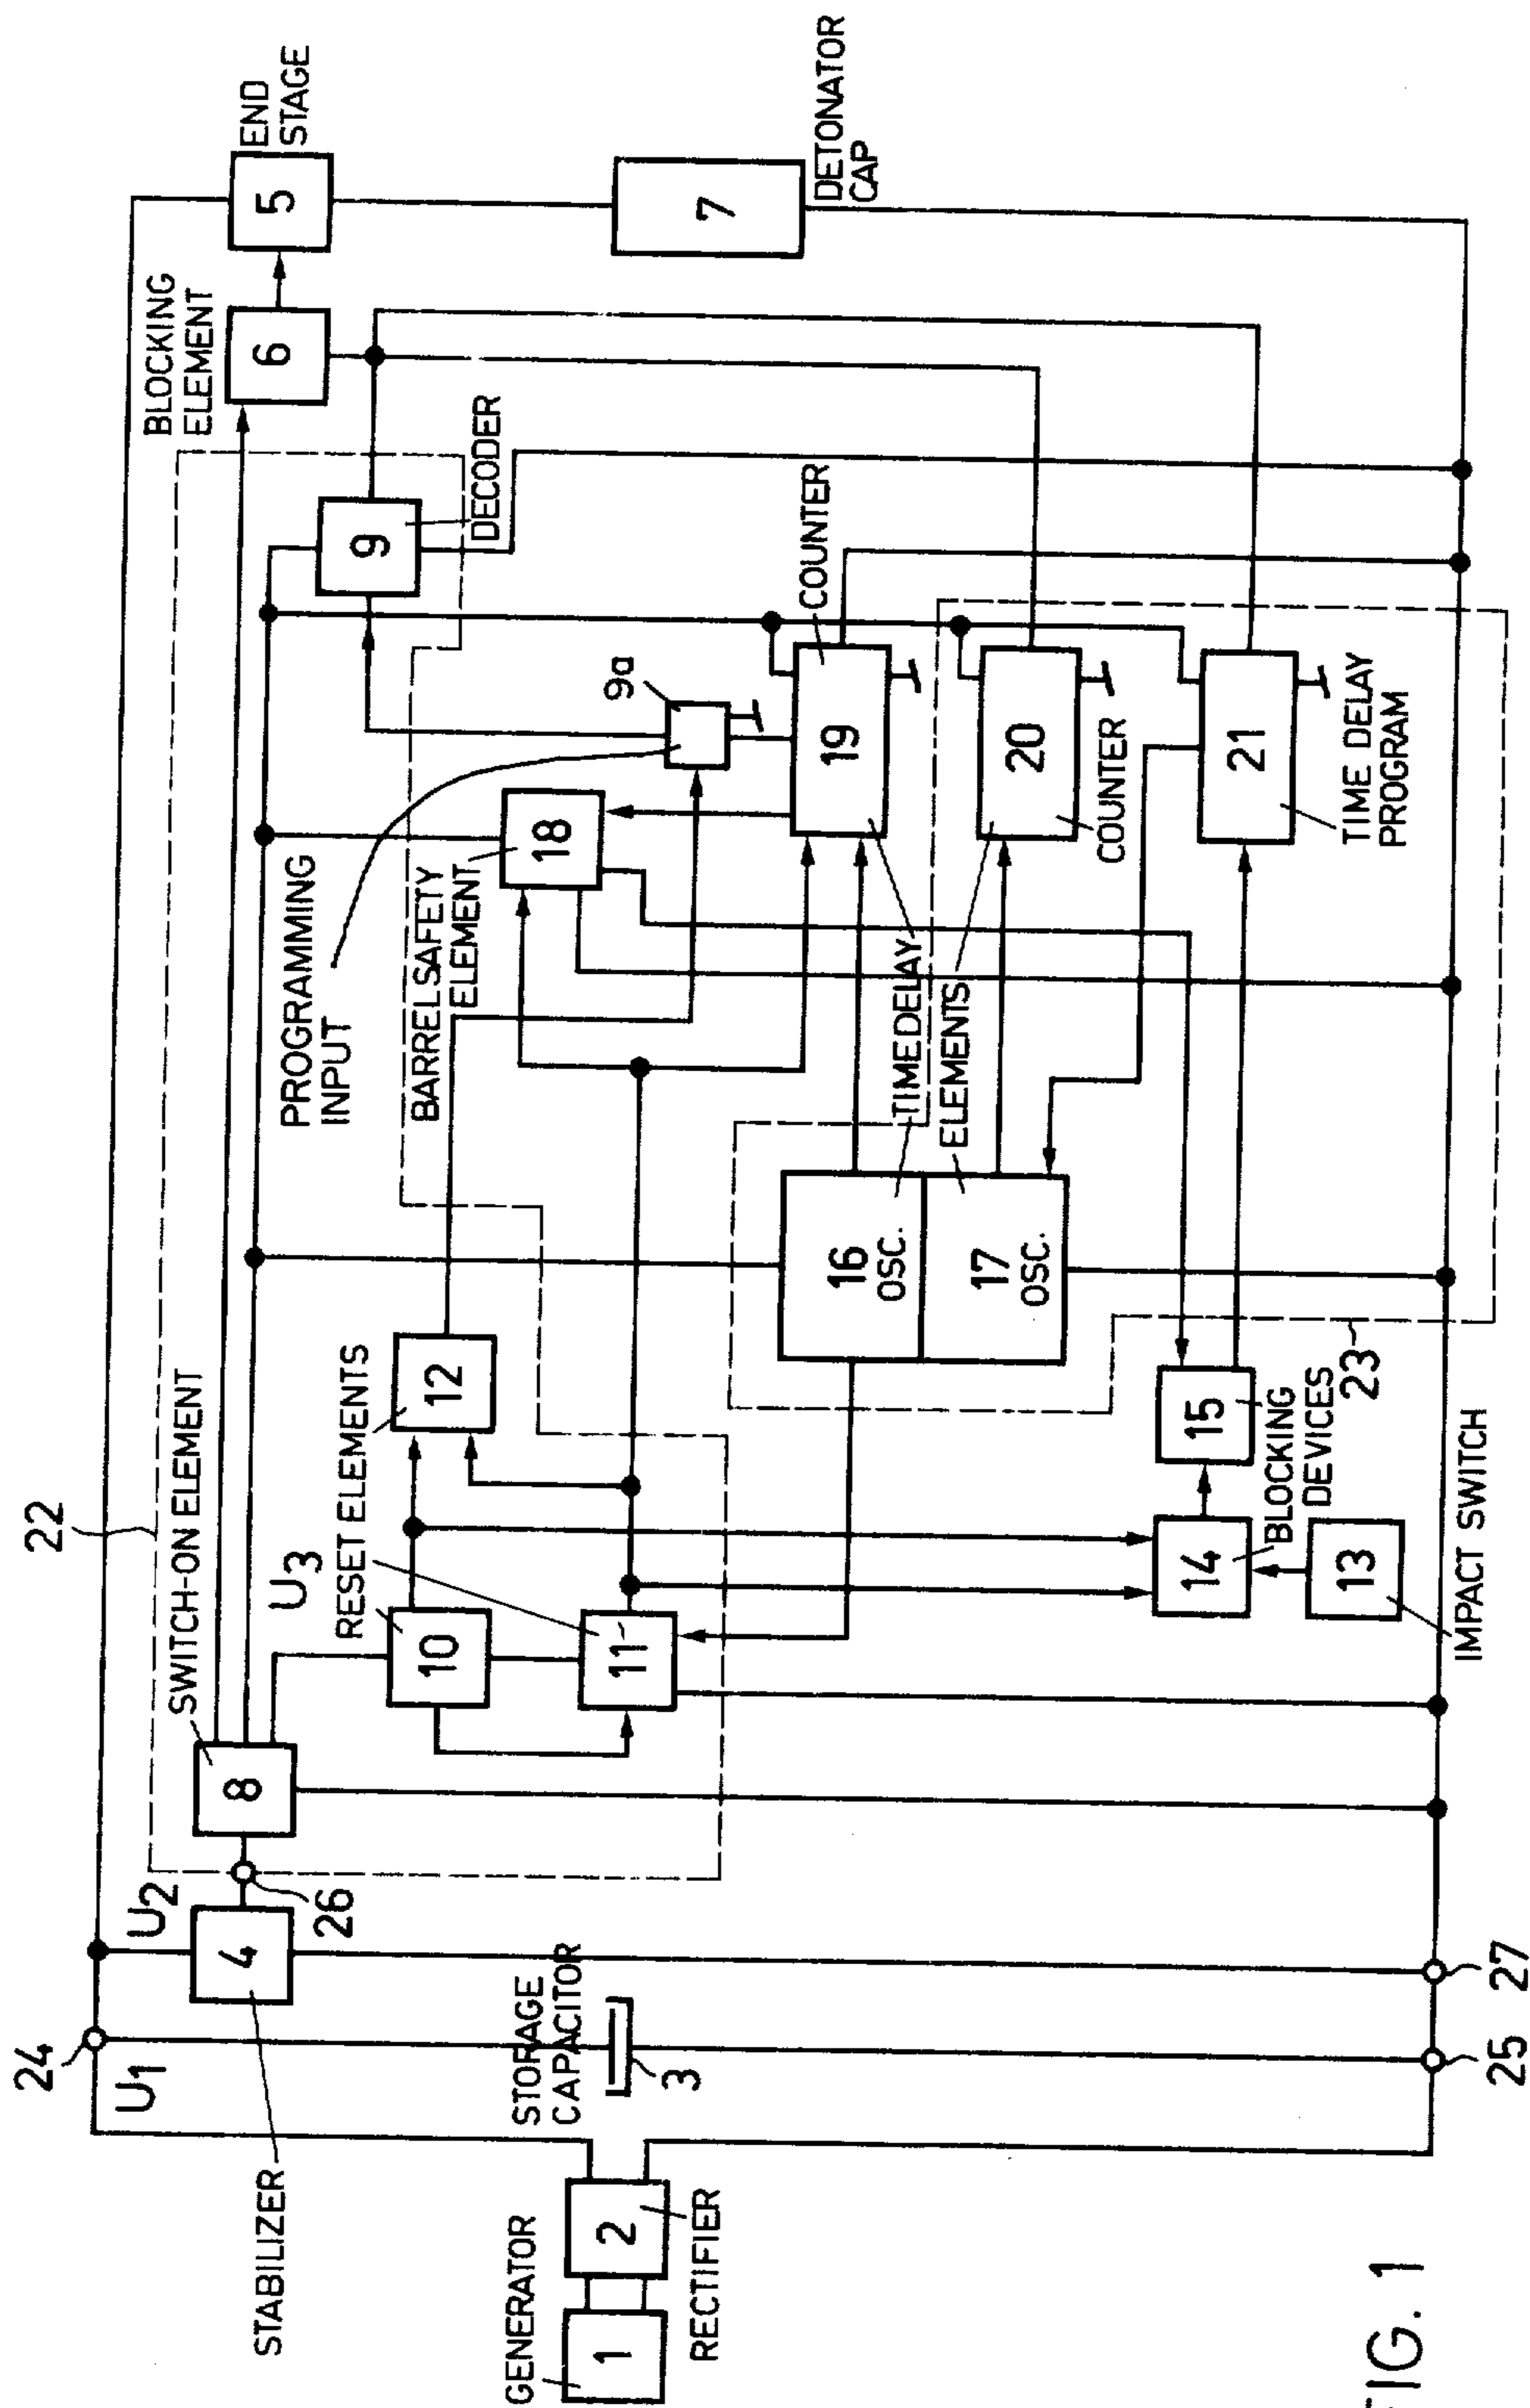 22
24
U1
U2
4
STABILIZER
26
SWITCH-ON ELEMENT
8
BLOCKING
ELEMENT
6
5
END
STAGE
9
DECODER
7
DETONATOR
CAP
RESET ELEMENTS
U3
10
11
12
PROGRAMMING
INPUT
BARREL SAFETY
ELEMENT
18
9a
19
COUNTER
TIME DELAY
ELEMENTS
20
COUNTER
21
TIME DELAY
PROGRAM
16
OSC.
17
OSC.
23
15
14
BLOCKING
DEVICES
13
IMPACT SWITCH
GENERATOR
1
2
RECTIFIER
STORAGE
CAPACITOR
3
25
27
FIG. 1